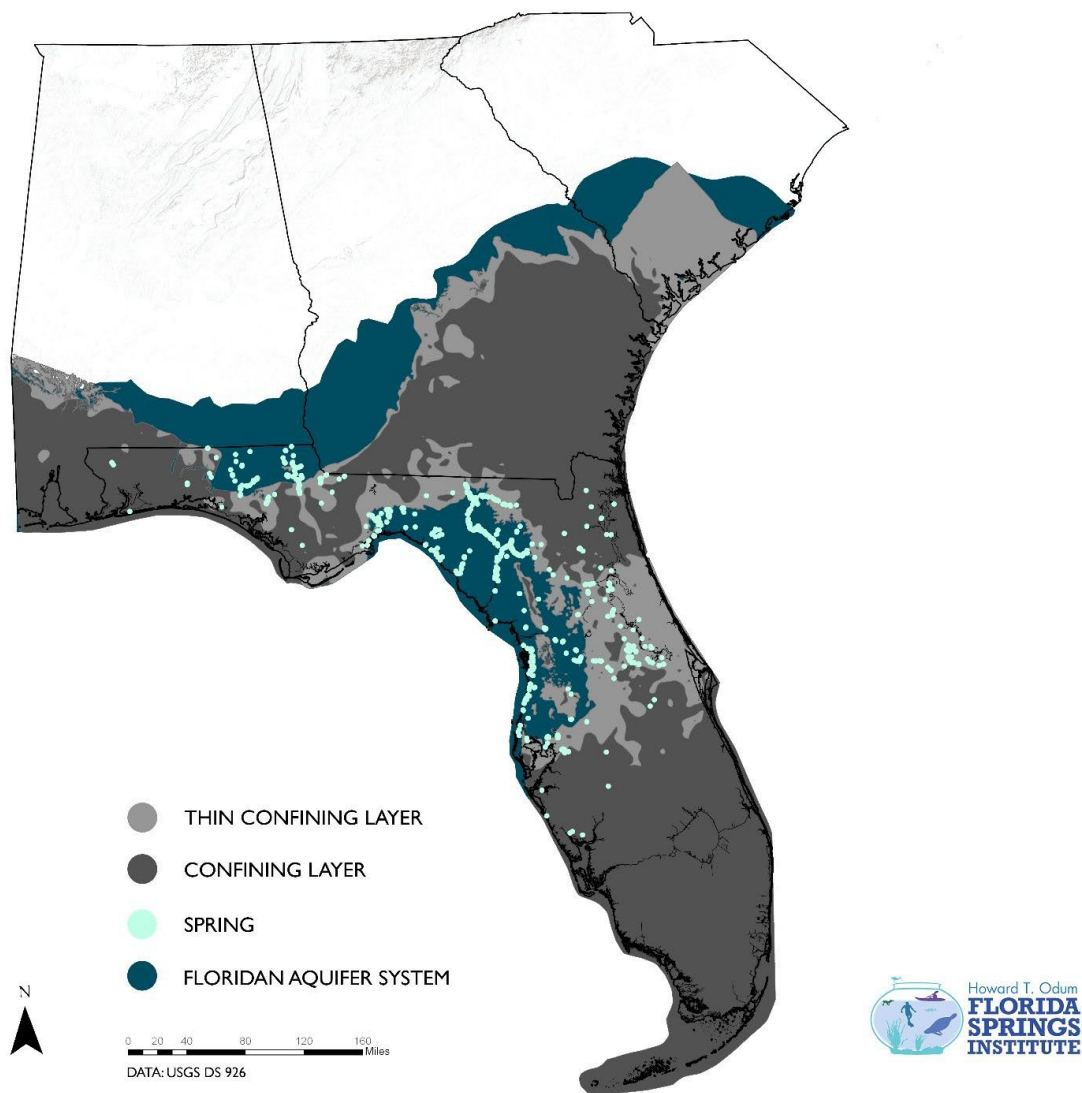 THIN CONFINING LAYER
CONFINING LAYER
SPRING
FLORIDAN AQUIFER SYSTEM
N
0 20 40 80 120 160
Miles
DATA: USGS DS 926
Howard T. Odum
FLORIDA
SPRINGS
INSTITUTE